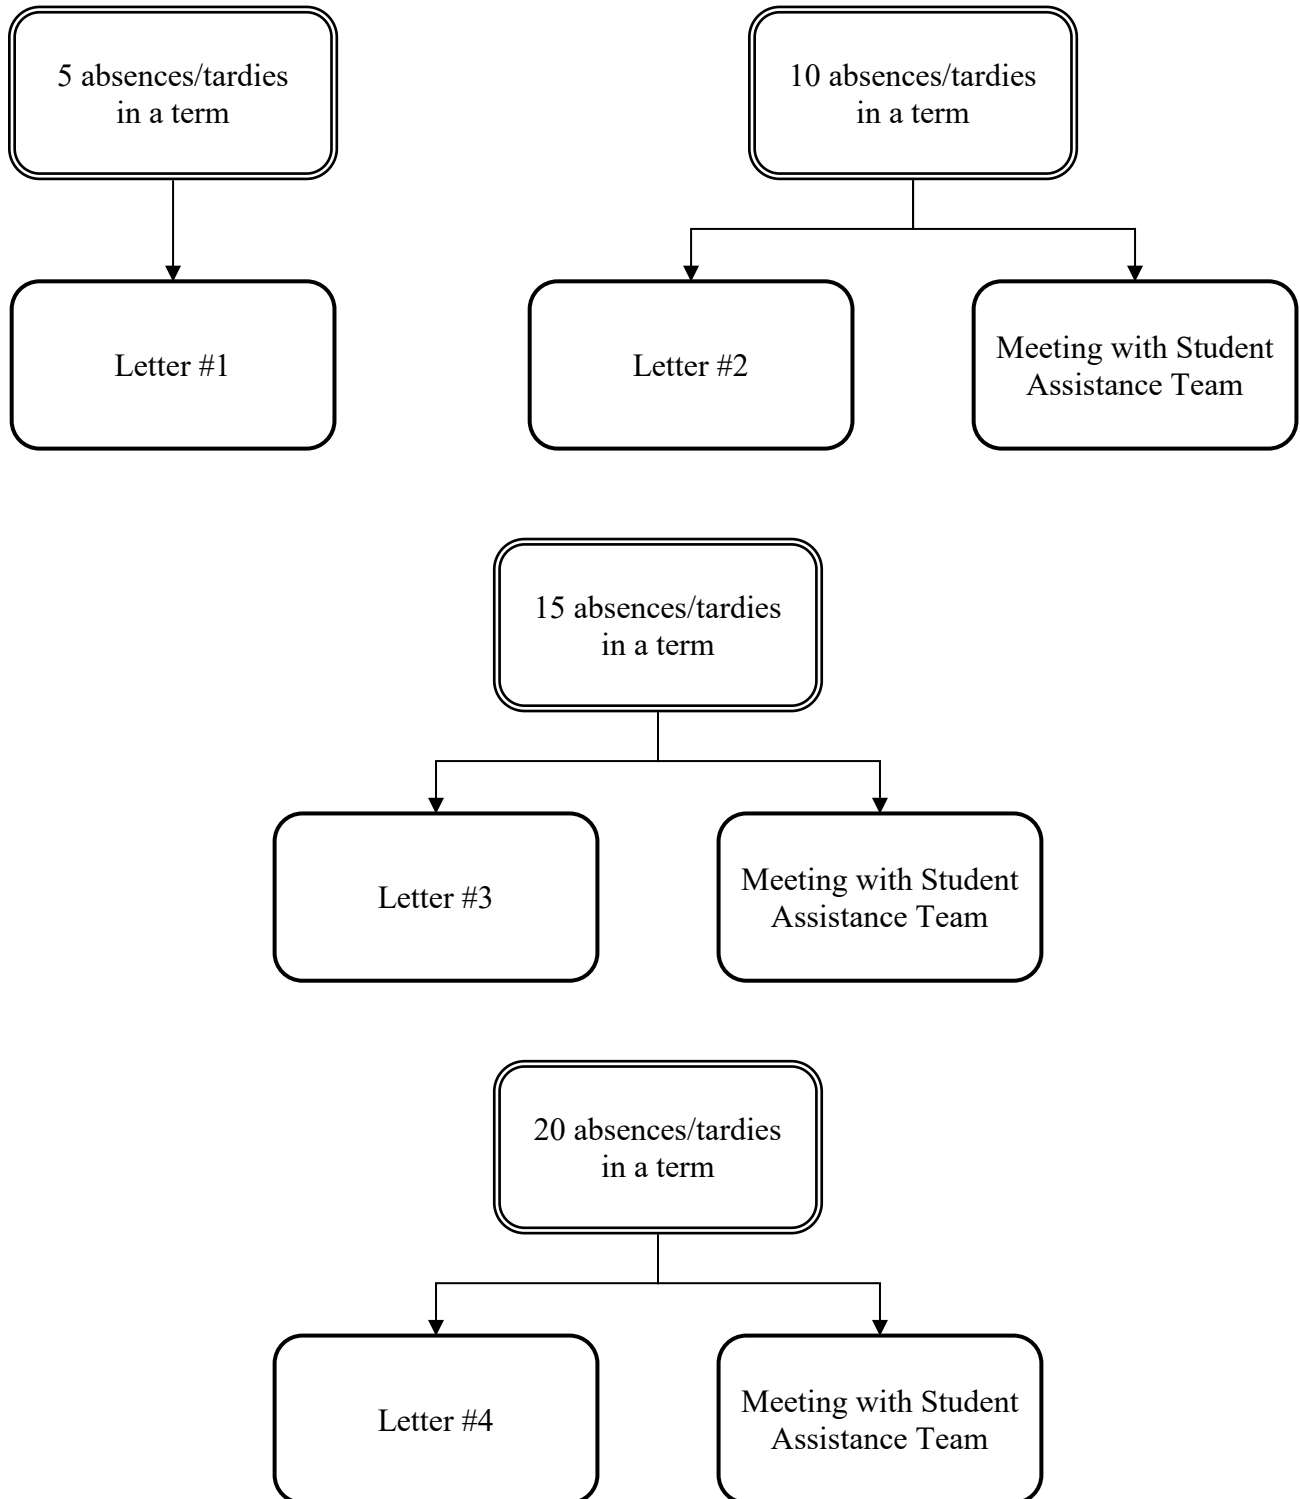 5 absences/tardies
in a term
10 absences/tardies
in a term
Letter #1
Letter #2
Meeting with Student
Assistance Team
15 absences/tardies
in a term
Letter #3
Meeting with Student
Assistance Team
20 absences/tardies
in a term
Letter #4
Meeting with Student
Assistance Team